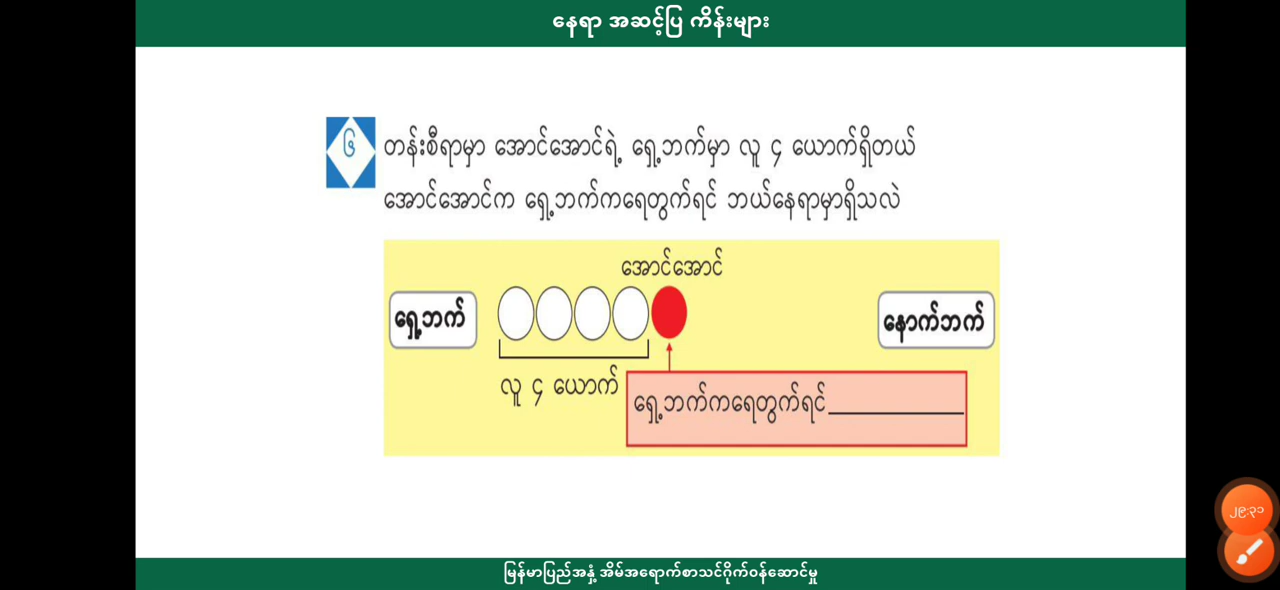 နေရာ အဆင့်ပြ ကိန်းများ
၆ တန်းစီရာမှာ အောင်အောင်ရဲ့ ရှေ့ဘက်မှာ လူ ၄ ယောက်ရှိတယ်
အောင်အောင်က ရှေ့ဘက်ကရေတွက်ရင် ဘယ်နေရာမှာရှိသလဲ
အောင်အောင်
ရှေ့ဘက်
နောက်ဘက်
လူ ၄ ယောက်
ရှေ့ဘက်ကရေတွက်ရင်
၂၉:၃၁
မြန်မာပြည်အနှံ့ အိမ်အရောက်စာသင်ဂိုက်ဝန်ဆောင်မှု